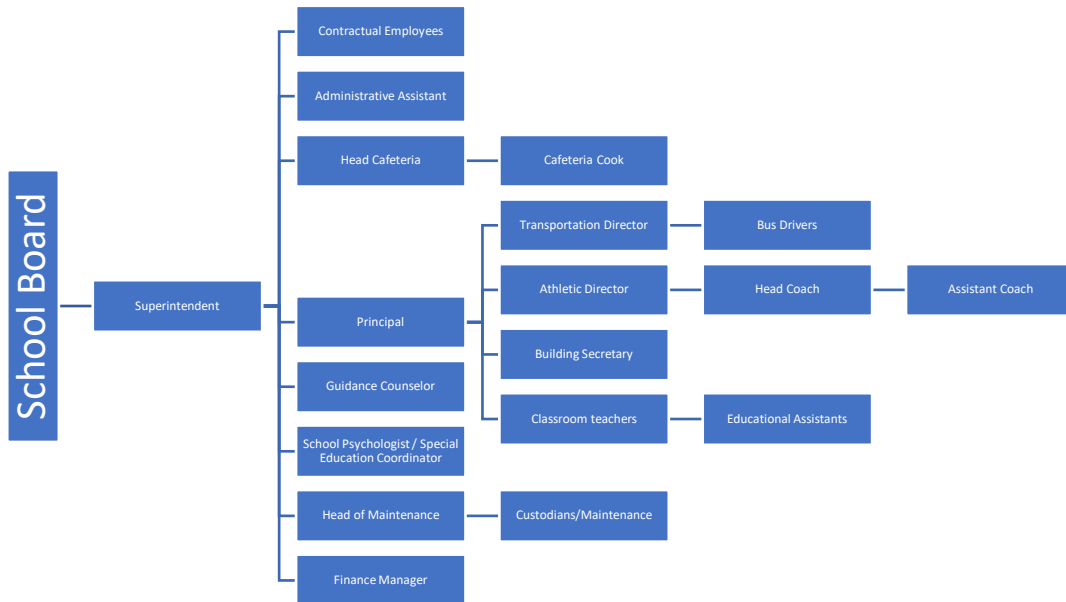 School Board
Superintendent
Contractual Employees
Administrative Assistant
Head Cafeteria
Cafeteria Cook
Principal
Transportation Director
Bus Drivers
Athletic Director
Head Coach
Assistant Coach
Building Secretary
Classroom teachers
Educational Assistants
Guidance Counselor
School Psychologist / Special
Education Coordinator
Head of Maintenance
Custodians/Maintenance
Finance Manager